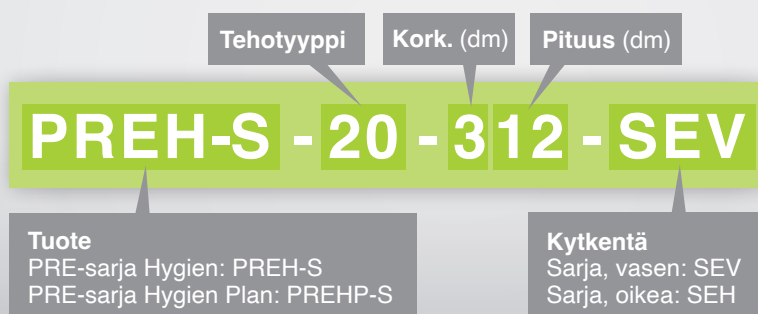 Tehotyyppi Kork. (dm) Pituus (dm)
PREH-S - 20 - 312 - SEV
Tuote
PRE-sarja Hygien: PREH-S
PRE-sarja Hygien Plan: PREHP-S
Kytkentä
Sarja, vasen: SEV
Sarja, oikea: SEH